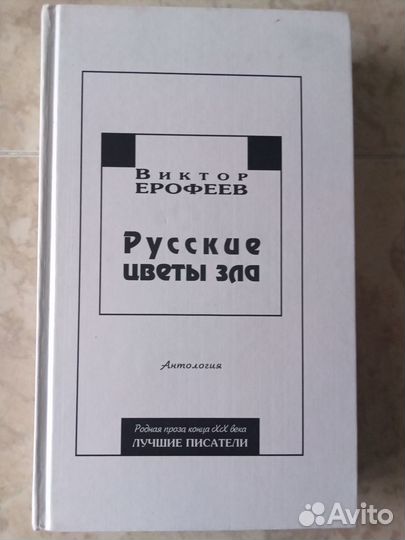 Виктор
ЕРОФЕЕВ
Русские
цветы зла
Антология
Родная проза конца XX века
ЛУЧШИЕ ПИСАТЕЛИ
Avito